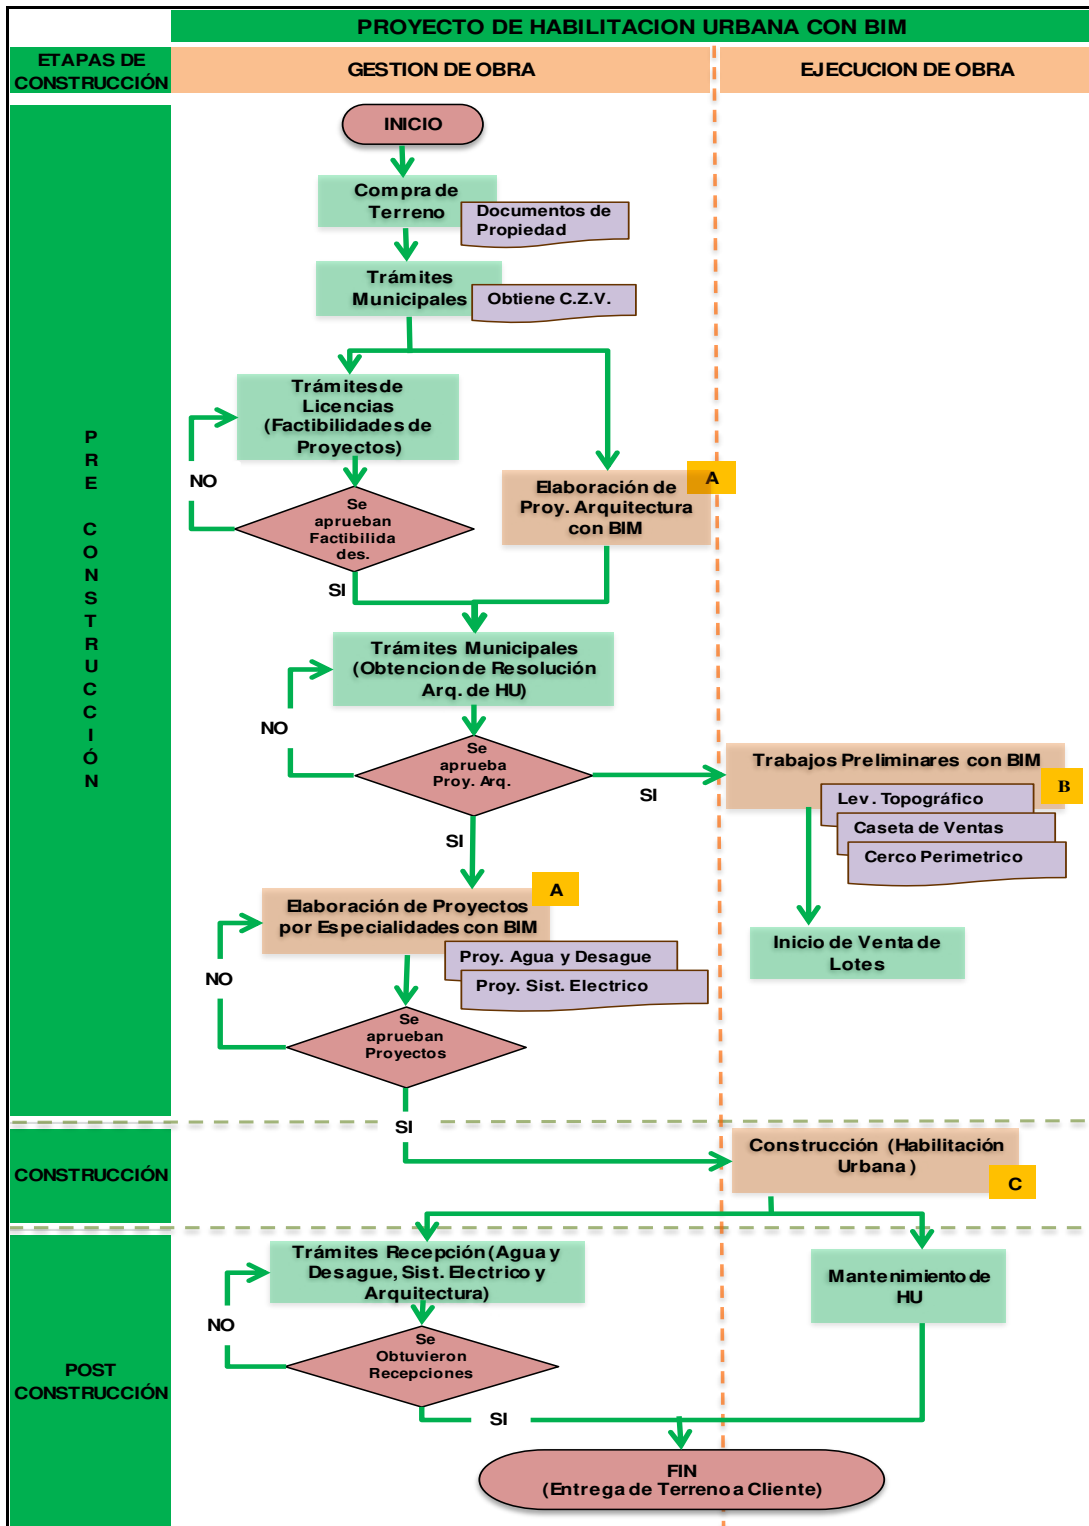 PROYECTO DE HABILITACION URBANA CON BIM
ETAPAS DE
CONSTRUCCIÓN
GESTION DE OBRA
EJECUCION DE OBRA
PRE CONSTRUCCIÓN
INICIO
Compra de
Terreno
Documentos de
Propiedad
Trámites
Municipales
Obtiene C.Z.V.
Trámites de
Licencias
(Factibilidades de
Proyectos)
NO
Se
aprueban
Factibilida
des.
SI
A
Elaboración de
Proy. Arquitectura
con BIM
Trámites Municipales
(Obtencion de Resolución
Arq. de HU)
NO
Se
aprueba
Proy. Arq.
SI
SI
Trabajos Preliminares con BIM
B
Lev. Topográfico
Caseta de Ventas
Cerco Perimetrico
Inicio de Venta de
Lotes
A
Elaboración de Proyectos
por Especialidades con BIM
Proy. Agua y Desague
Proy. Sist. Electrico
NO
Se
aprueban
Proyectos
SI
CONSTRUCCIÓN
Construcción (Habilitación
Urbana)
C
POST
CONSTRUCCIÓN
Trámites Recepción (Agua y
Desague, Sist. Electrico y
Arquitectura)
NO
Se
Obtuvieron
Recepciones
SI
Mantenimiento de
HU
FIN
(Entrega de Terreno a Cliente)